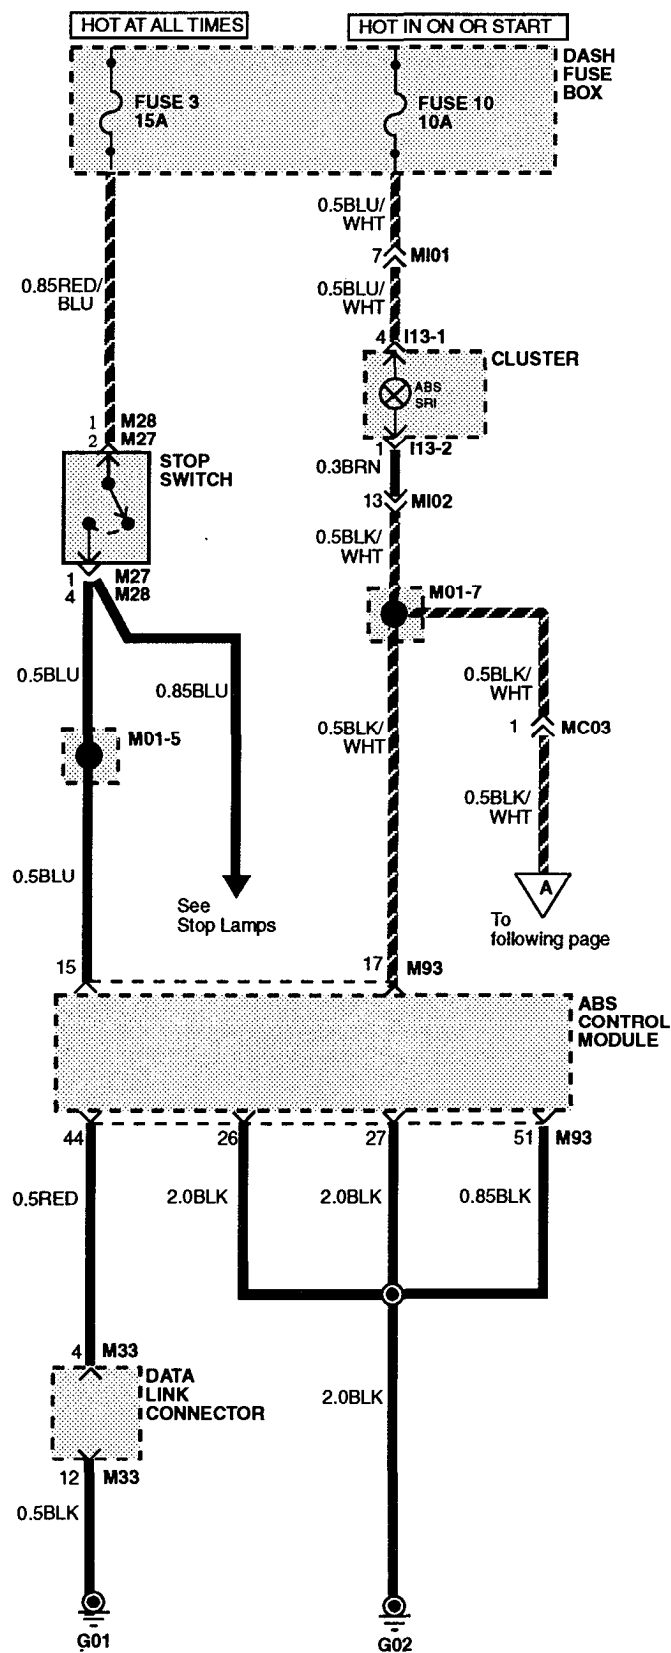 HOT AT ALL TIMES
HOT IN ON OR START
DASH
FUSE
BOX
FUSE 3
15A
FUSE 10
10A
0.5BLU/
WHT
7 MI01
0.85RED/
BLU
0.5BLU/
WHT
4 I13-1
CLUSTER
ABS
SRI
1 M28
2 M27
STOP
SWITCH
1 I13-2
0.3BRN
13 MI02
0.5BLK/
WHT
1 M27
4 M28
M01-7
0.5BLU
0.85BLU
0.5BLK/
WHT
M01-5
0.5BLK/
WHT
1 MC03
0.5BLK/
WHT
0.5BLU
See
Stop Lamps
A
To
following page
15
17 M93
ABS
CONTROL
MODULE
44 26 27 51 M93
0.5RED 2.0BLK 2.0BLK 0.85BLK
4 M33
DATA
LINK
CONNECTOR
2.0BLK
12 M33
0.5BLK
G01
G02